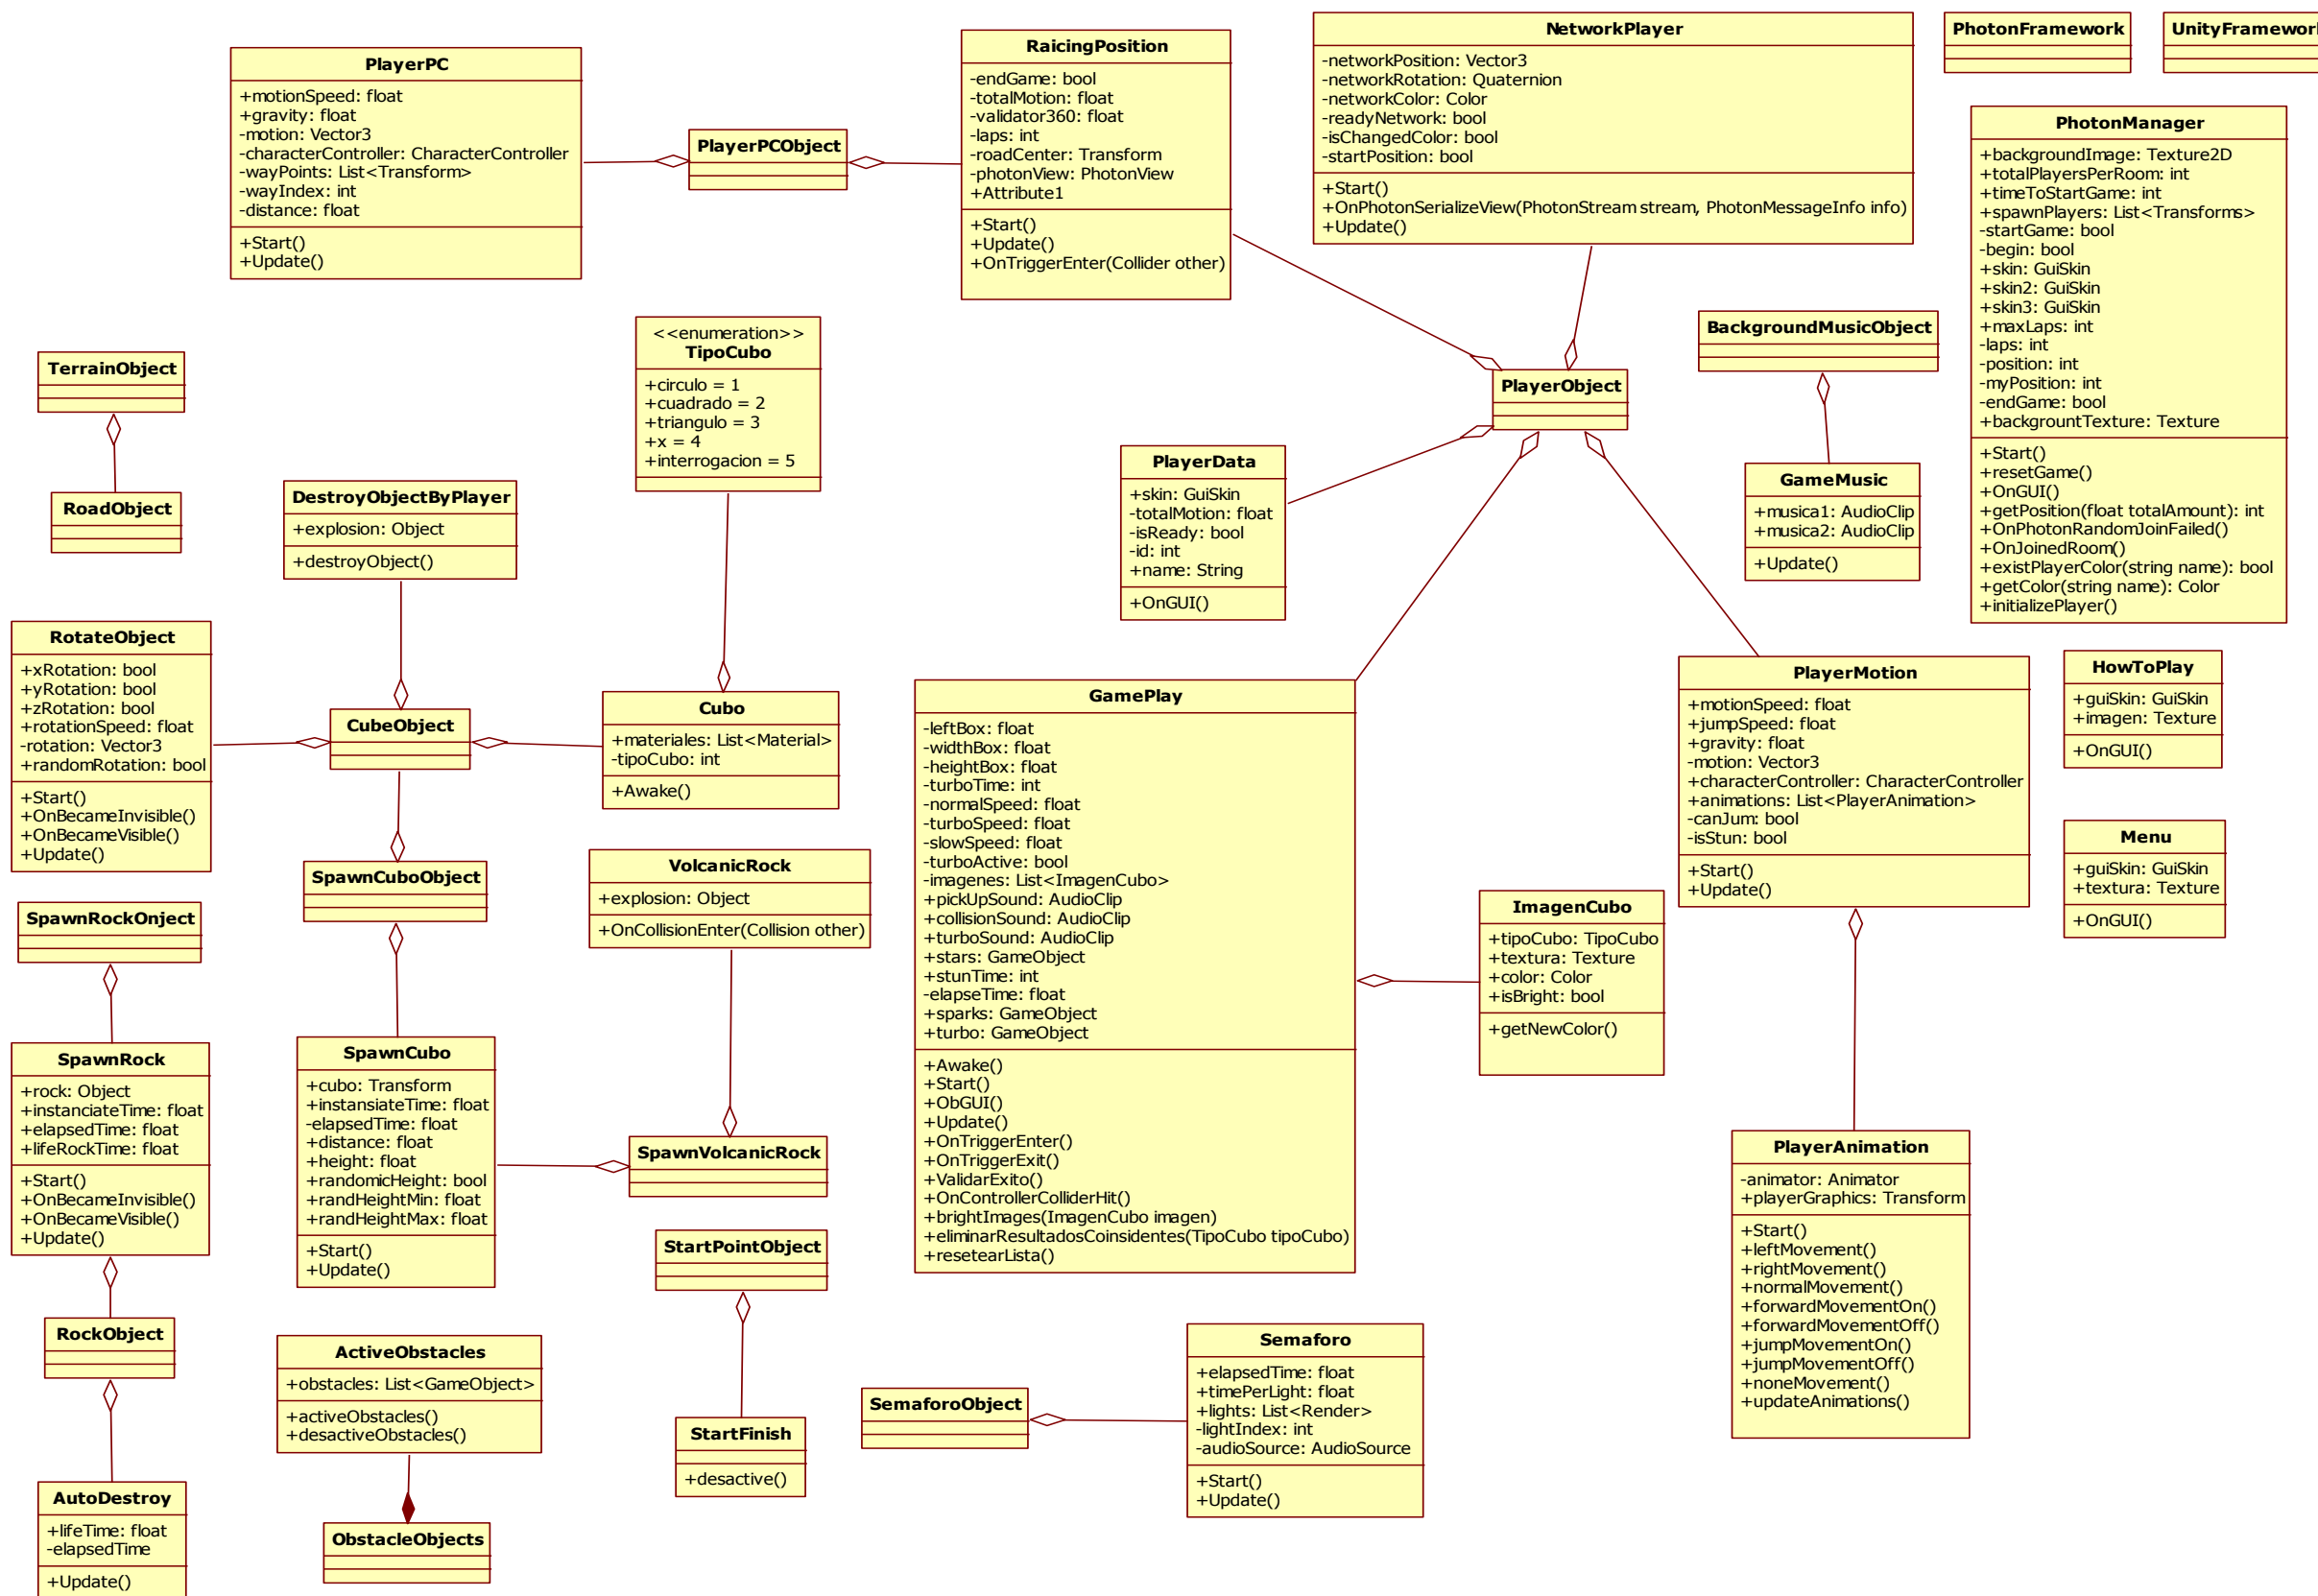 PlayerPC
+motionSpeed: float
+gravity: float
-motion: Vector3
-characterController: CharacterController
-wayPoints: List<Transform>
-wayIndex: int
-distance: float
+Start()
+Update()
PlayerPCObject
RaicingPosition
-endGame: bool
-totalMotion: float
-validator360: float
-laps: int
-roadCenter: Transform
-photonView: PhotonView
+Attribute1
+Start()
+Update()
+OnTriggerEnter(Collider other)
NetworkPlayer
-networkPosition: Vector3
-networkRotation: Quaternion
-networkColor: Color
-readyNetwork: bool
-isChangedColor: bool
-startPosition: bool
+Start()
+OnPhotonSerializeView(PhotonStream stream, PhotonMessageInfo info)
+Update()
PhotonFramework
UnityFramework
PhotonManager
+backgroundImage: Texture2D
+totalPlayersPerRoom: int
+timeToStartGame: int
+spawnPlayers: List<Transforms>
-startGame: bool
-begin: bool
+skin: GuiSkin
+skin2: GuiSkin
+skin3: GuiSkin
+maxLaps: int
-laps: int
-position: int
-myPosition: int
-endGame: bool
+backgrountTexture: Texture
+Start()
+resetGame()
+OnGUI()
+getPosition(float totalAmount): int
+OnPhotonRandomJoinFailed()
+OnJoinedRoom()
+existPlayerColor(string name): bool
+getColor(string name): Color
+initializePlayer()
TerrainObject
RoadObject
<<enumeration>>
TipoCubo
+circulo = 1
+cuadrado = 2
+triangulo = 3
+x = 4
+interrogacion = 5
BackgroundMusicObject
PlayerObject
GameMusic
+musica1: AudioClip
+musica2: AudioClip
+Update()
PlayerData
+skin: GuiSkin
-totalMotion: float
-isReady: bool
-id: int
+name: String
+OnGUI()
DestroyObjectByPlayer
+explosion: Object
+destroyObject()
RotateObject
+xRotation: bool
+yRotation: bool
+zRotation: bool
+rotationSpeed: float
-rotation: Vector3
+randomRotation: bool
+Start()
+OnBecameInvisible()
+OnBecameVisible()
+Update()
CubeObject
Cubo
+materiales: List<Material>
-tipoCubo: int
+Awake()
GamePlay
-leftBox: float
-widthBox: float
-heightBox: float
-turboTime: int
-normalSpeed: float
-turboSpeed: float
-slowSpeed: float
-turboActive: bool
-imagenes: List<ImagenCubo>
+pickUpSound: AudioClip
+collisionSound: AudioClip
+turboSound: AudioClip
+stars: GameObject
+stunTime: int
-elapseTime: float
+sparks: GameObject
+turbo: GameObject
+Awake()
+Start()
+ObGUI()
+Update()
+OnTriggerEnter()
+OnTriggerExit()
+ValidarExito()
+OnControllerColliderHit()
+brightImages(ImagenCubo imagen)
+eliminarResultadosCoinsidentes(TipoCubo tipoCubo)
+resetearLista()
PlayerMotion
+motionSpeed: float
+jumpSpeed: float
+gravity: float
-motion: Vector3
+characterController: CharacterController
+animations: List<PlayerAnimation>
-canJum: bool
-isStun: bool
+Start()
+Update()
HowToPlay
+guiSkin: GuiSkin
+imagen: Texture
+OnGUI()
Menu
+guiSkin: GuiSkin
+textura: Texture
+OnGUI()
SpawnCuboObject
VolcanicRock
+explosion: Object
+OnCollisionEnter(Collision other)
SpawnRockOnject
ImagenCubo
+tipoCubo: TipoCubo
+textura: Texture
+color: Color
+isBright: bool
+getNewColor()
SpawnRock
+rock: Object
+instanciateTime: float
+elapsedTime: float
+lifeRockTime: float
+Start()
+OnBecameInvisible()
+OnBecameVisible()
+Update()
SpawnCubo
+cubo: Transform
+instansiateTime: float
-elapsedTime: float
+distance: float
+height: float
+randomicHeight: bool
+randHeightMin: float
+randHeightMax: float
+Start()
+Update()
SpawnVolcanicRock
PlayerAnimation
-animator: Animator
+playerGraphics: Transform
+Start()
+leftMovement()
+rightMovement()
+normalMovement()
+forwardMovementOn()
+forwardMovementOff()
+jumpMovementOn()
+jumpMovementOff()
+noneMovement()
+updateAnimations()
StartPointObject
RockObject
ActiveObstacles
+obstacles: List<GameObject>
+activeObstacles()
+desactiveObstacles()
StartFinish
+desactive()
SemaforoObject
Semaforo
+elapsedTime: float
+timePerLight: float
+lights: List<Render>
-lightIndex: int
-audioSource: AudioSource
+Start()
+Update()
AutoDestroy
+lifeTime: float
-elapsedTime
+Update()
ObstacleObjects